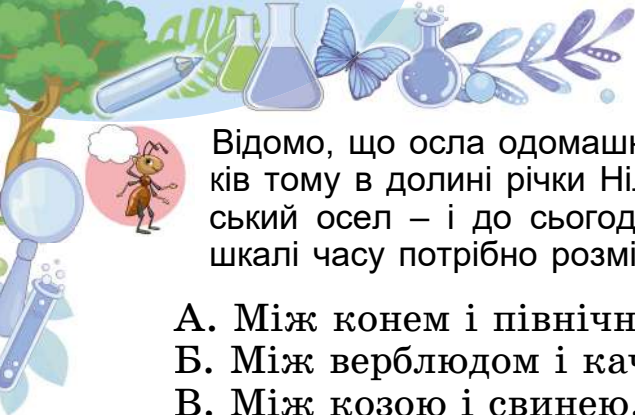 Відомо, що осла одомашн
ків тому в долині річки Ніл
ський осел – і до сьогод
шкалі часу потрібно розмі
А. Між конем і північн
Б. Між верблюдом і кач
В. Між козою і свинею.